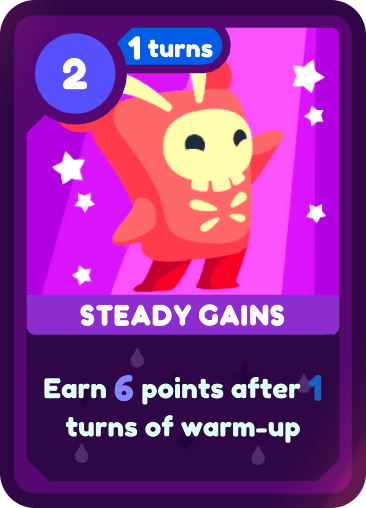 2
1 turns
STEADY GAINS
Earn 6 points after 1
turns of warm-up